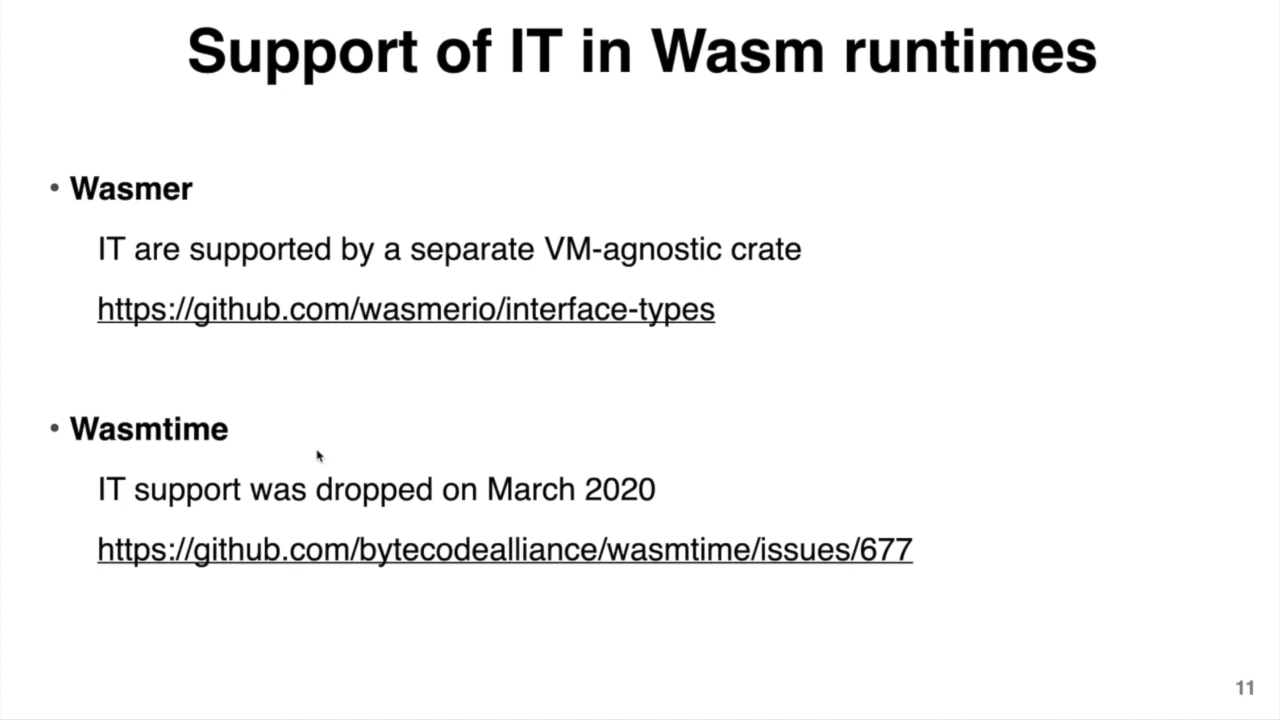 Support of IT in Wasm runtimes
• Wasmer
IT are supported by a separate VM-agnostic crate
https://github.com/wasmerio/interface-types
• Wasmtime
IT support was dropped on March 2020
https://github.com/bytecodealliance/wasmtime/issues/677
11